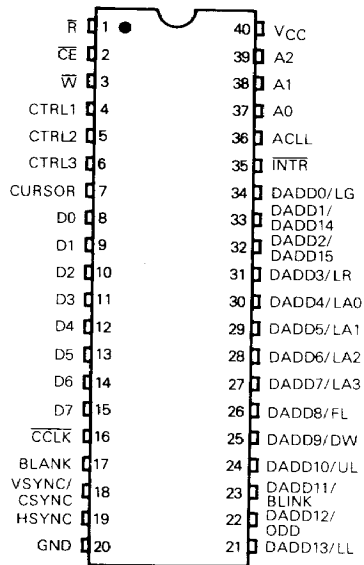 R 1 40 VCC
CE 2 39 A2
W 3 38 A1
CTRL1 4 37 A0
CTRL2 5 36 ACLL
CTRL3 6 35 INTR
CURSOR 7 34 DADD0/LG
D0 8 33 DADD1/
DADD14
D1 9 32 DADD2/
DADD15
D2 10 31 DADD3/LR
D3 11 30 DADD4/LA0
D4 12 29 DADD5/LA1
D5 13 28 DADD6/LA2
D6 14 27 DADD7/LA3
D7 15 26 DADD8/FL
CCLK 16 25 DADD9/DW
BLANK 17 24 DADD10/UL
VSYNC/
CSYNC 18 23 DADD11/
BLINK
HSYNC 19 22 DADD12/
ODD
GND 20 21 DADD13/LL